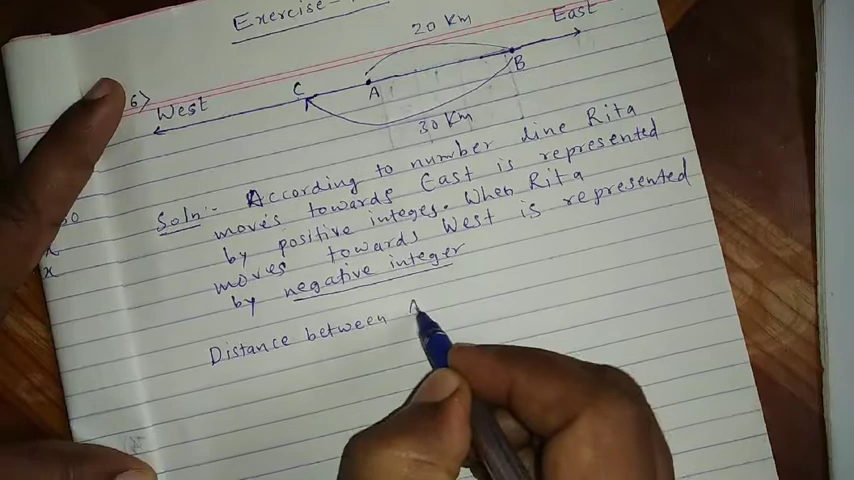 Exercise-
20 Km
East
6>
West
C
A
B
30 Km
Soln:- According to number line Rita
moves towards East is represented
by positive integes. When Rita
moves towards West is represented
by negative integer
Distance between A